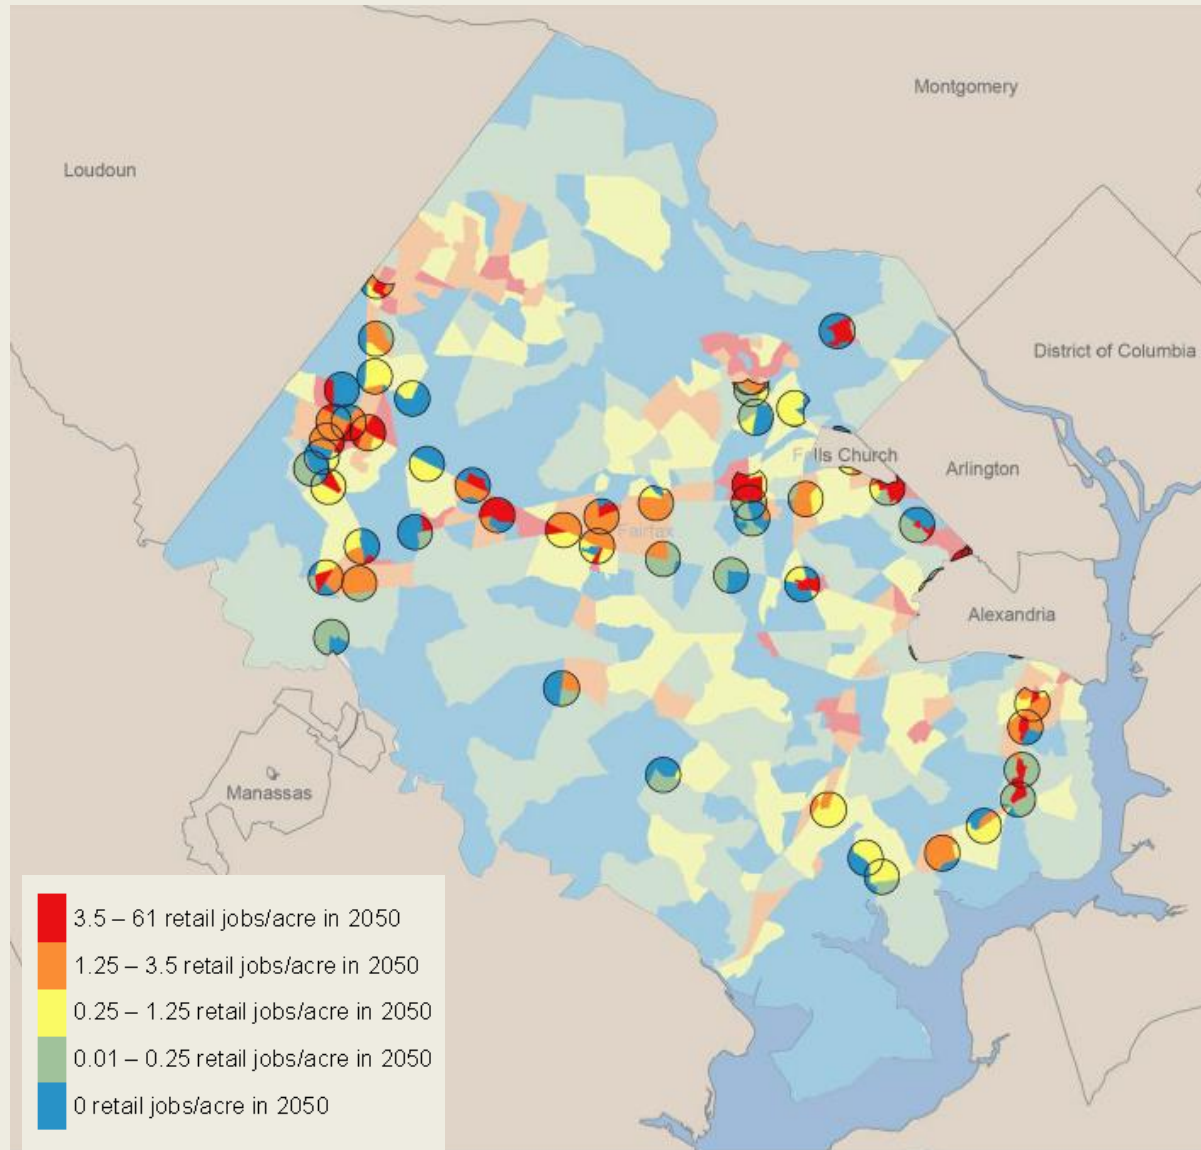 Montgomery
Loudoun
District of Columbia
Falls Church
Arlington
Fairfax
Alexandria
Manassas
3.5 – 61 retail jobs/acre in 2050
1.25 – 3.5 retail jobs/acre in 2050
0.25 – 1.25 retail jobs/acre in 2050
0.01 – 0.25 retail jobs/acre in 2050
0 retail jobs/acre in 2050